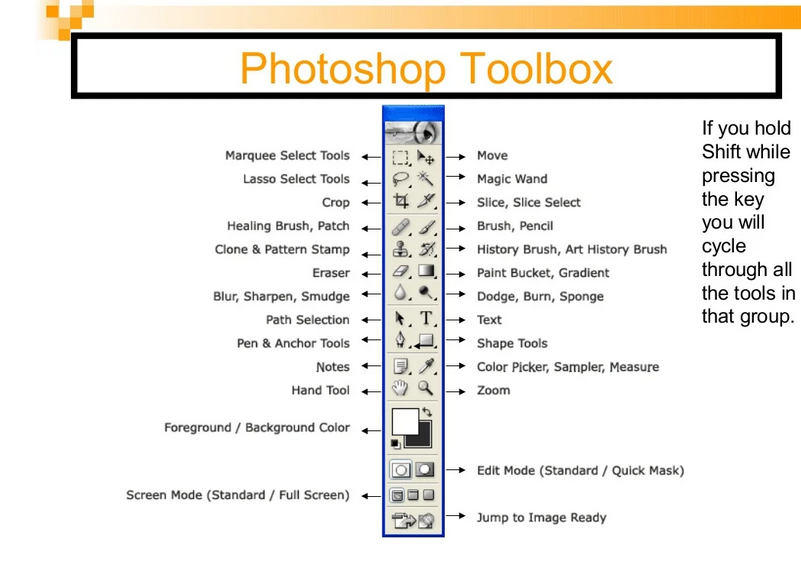 Photoshop Toolbox
If you hold
Shift while
pressing
the key
you will
cycle
through all
the tools in
that group.
Marquee Select Tools
Move
Lasso Select Tools
Magic Wand
Crop
Slice, Slice Select
Healing Brush, Patch
Brush, Pencil
Clone & Pattern Stamp
History Brush, Art History Brush
Eraser
Paint Bucket, Gradient
Blur, Sharpen, Smudge
Dodge, Burn, Sponge
Path Selection
T
Text
Pen & Anchor Tools
Shape Tools
Notes
Color Picker, Sampler, Measure
Hand Tool
Zoom
Foreground / Background Color
Edit Mode (Standard / Quick Mask)
Screen Mode (Standard / Full Screen)
Jump to Image Ready